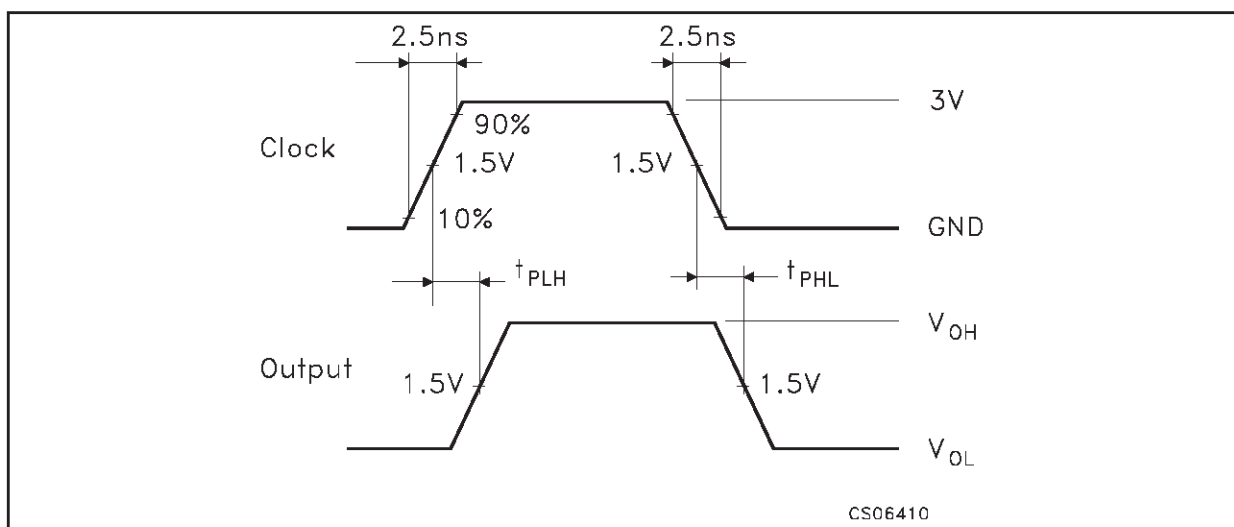 2.5ns 2.5ns
3V
90%
Clock 1.5V 1.5V
10%
GND
tPLH tPHL
VOH
Output
1.5V 1.5V
VOL
CS06410